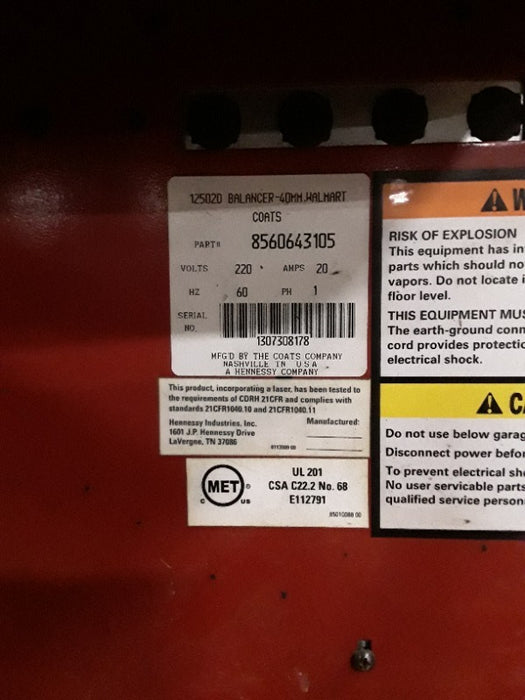 1250-2D BALANCER-40MM.WALMART
COATS
PART# 8560643105
VOLTS 220 AMPS 20
HZ 60 PH 1
SERIAL
NO.
1307308178
MFG'D BY THE COATS COMPANY
NASHVILLE TN USA
A HENNESSY COMPANY
This product, incorporating a laser, has been tested to
the requirements of CDRH 21CFR and complies with
standards 21CFR1040.10 and 21CFR1040.11
Hennessy Industries, Inc. Manufactured:
1601 J.P. Hennessy Drive
LaVergne, TN 37086
MET
C US
UL 201
CSA C22.2 No. 68
E112791
85010088 00
W
RISK OF EXPLOSION
This equipment has in
parts which should no
vapors. Do not locate i
floor level.
THIS EQUIPMENT MUS
The earth-ground conn
cord provides protectio
electrical shock.
CA
Do not use below garag
Disconnect power befor
To prevent electrical sh
No user servicable parts
qualified service person